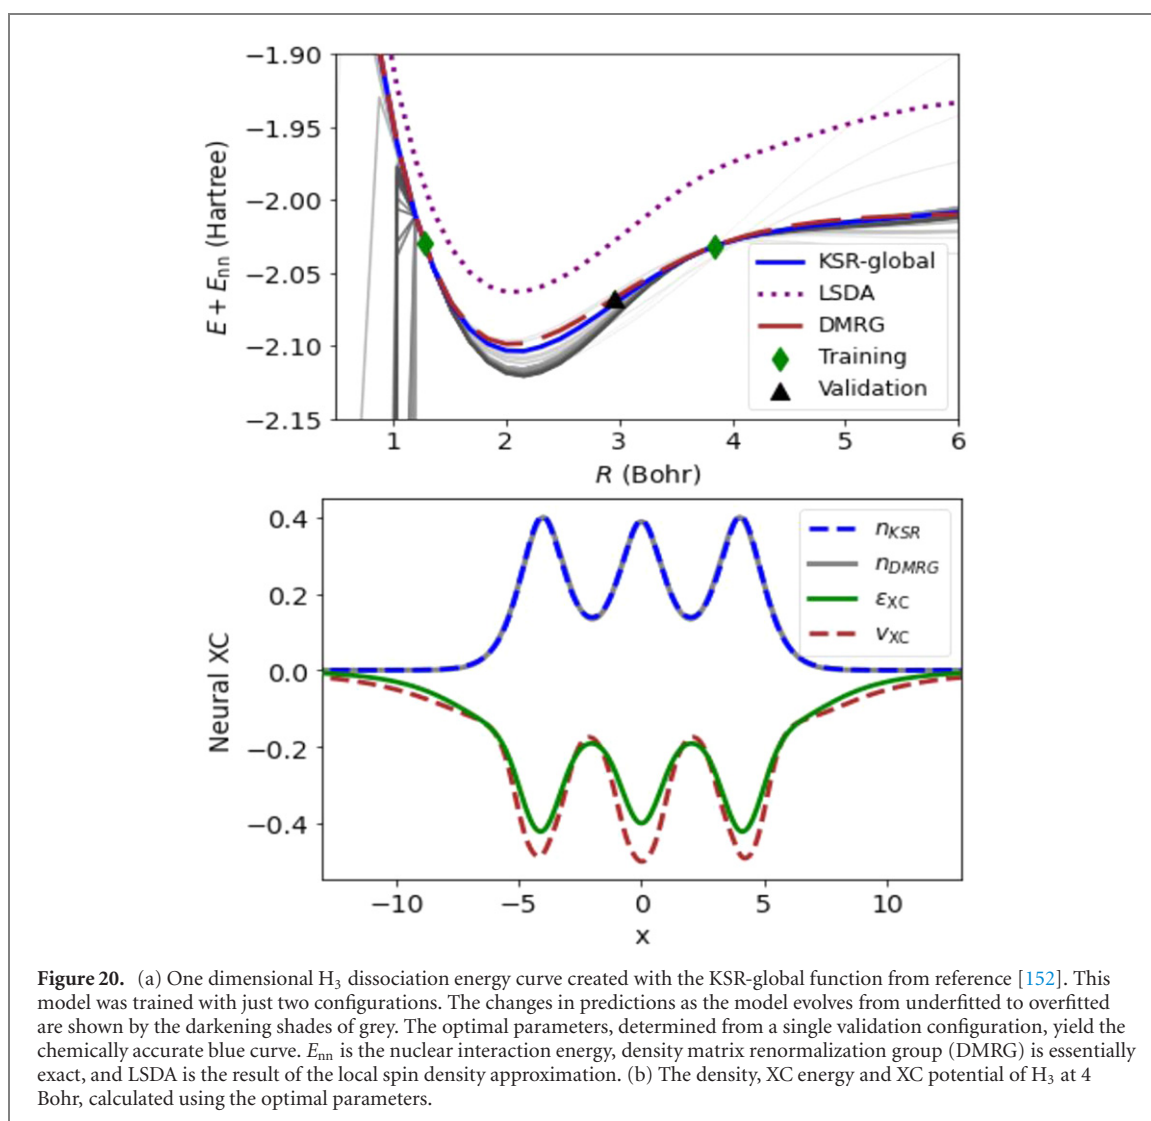 −1.90
−1.95
−2.00
−2.05
−2.10
−2.15
E + Enn (Hartree)
KSR-global
LSDA
DMRG
Training
Validation
1 2 3 4 5 6
R (Bohr)
0.4
0.2
0.0
−0.2
−0.4
Neural XC
nKSR
nDMRG
εXC
vXC
−10 −5 0 5 10
x
Figure 20. (a) One dimensional H₃ dissociation energy curve created with the KSR-global function from reference [152]. This
model was trained with just two configurations. The changes in predictions as the model evolves from underfitted to overfitted
are shown by the darkening shades of grey. The optimal parameters, determined from a single validation configuration, yield the
chemically accurate blue curve. Enn is the nuclear interaction energy, density matrix renormalization group (DMRG) is essentially
exact, and LSDA is the result of the local spin density approximation. (b) The density, XC energy and XC potential of H₃ at 4
Bohr, calculated using the optimal parameters.